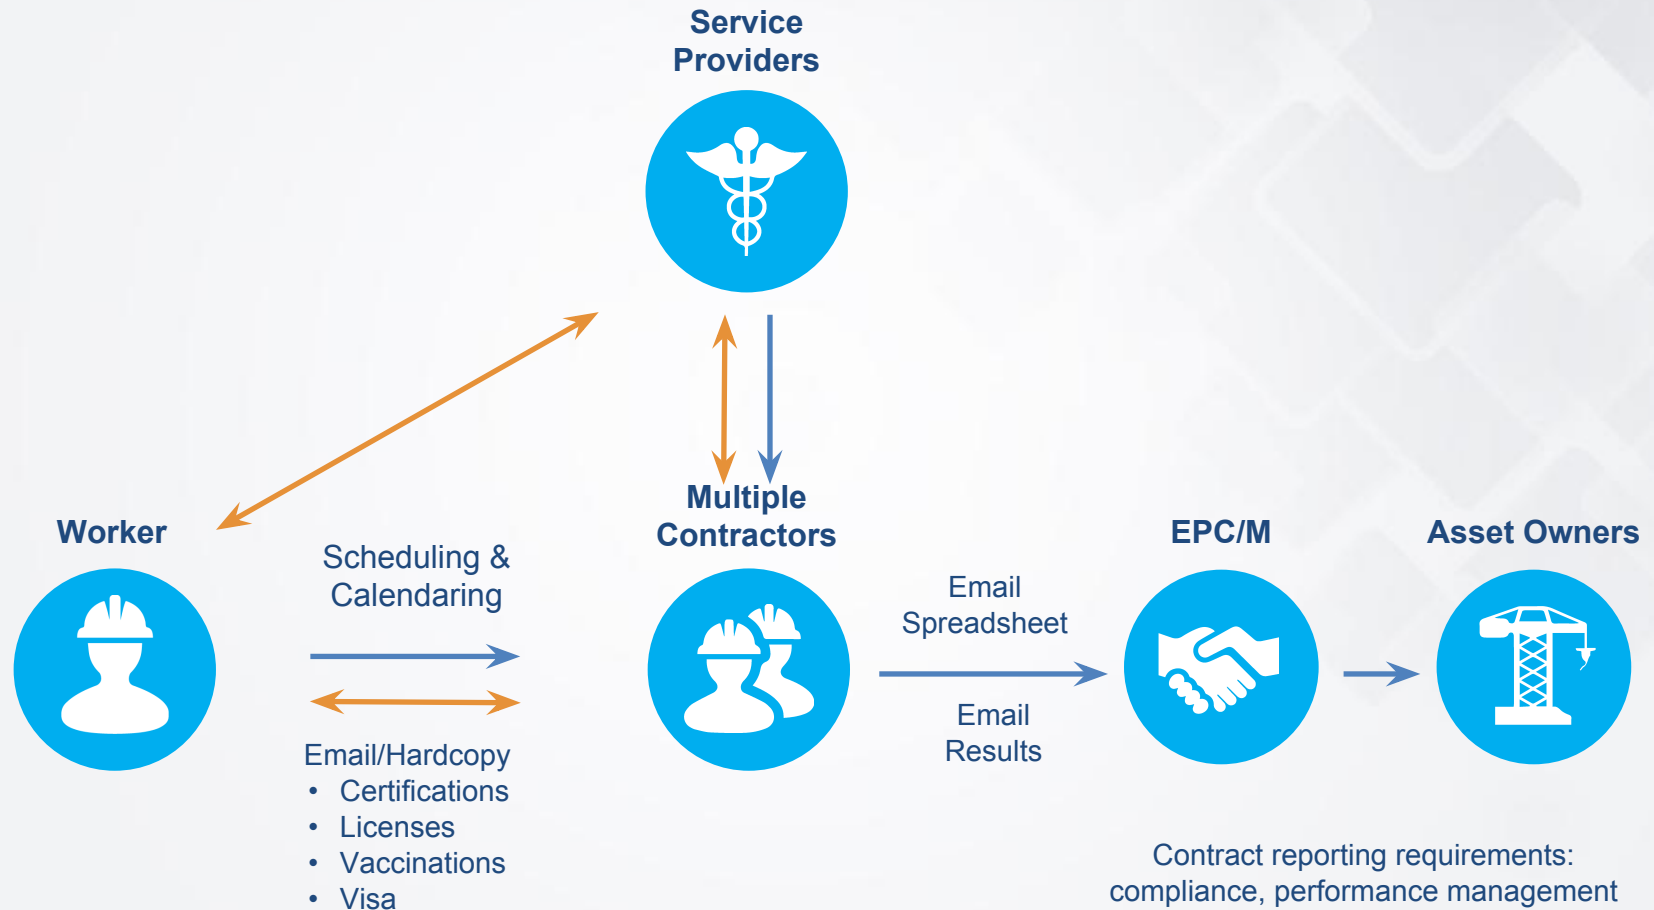 Service
Providers
Worker
Scheduling &
Calendaring
Multiple
Contractors
EPC/M
Asset Owners
Email
Spreadsheet
Email
Results
Email/Hardcopy
• Certifications
• Licenses
• Vaccinations
• Visa
Contract reporting requirements:
compliance, performance management